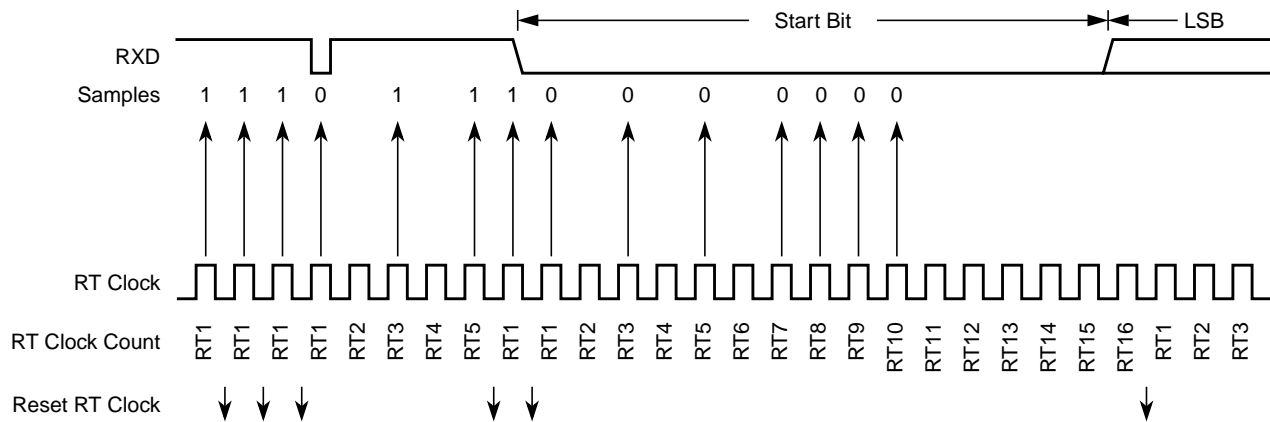 Start Bit LSB
RXD
Samples 1 1 1 0 1 1 1 0 0 0 0 0 0 0
RT Clock
RT Clock Count RT1 RT1 RT1 RT1 RT2 RT3 RT4 RT5 RT1 RT1 RT2 RT3 RT4 RT5 RT6 RT7 RT8 RT9 RT10 RT11 RT12 RT13 RT14 RT15 RT16 RT1 RT2 RT3
Reset RT Clock